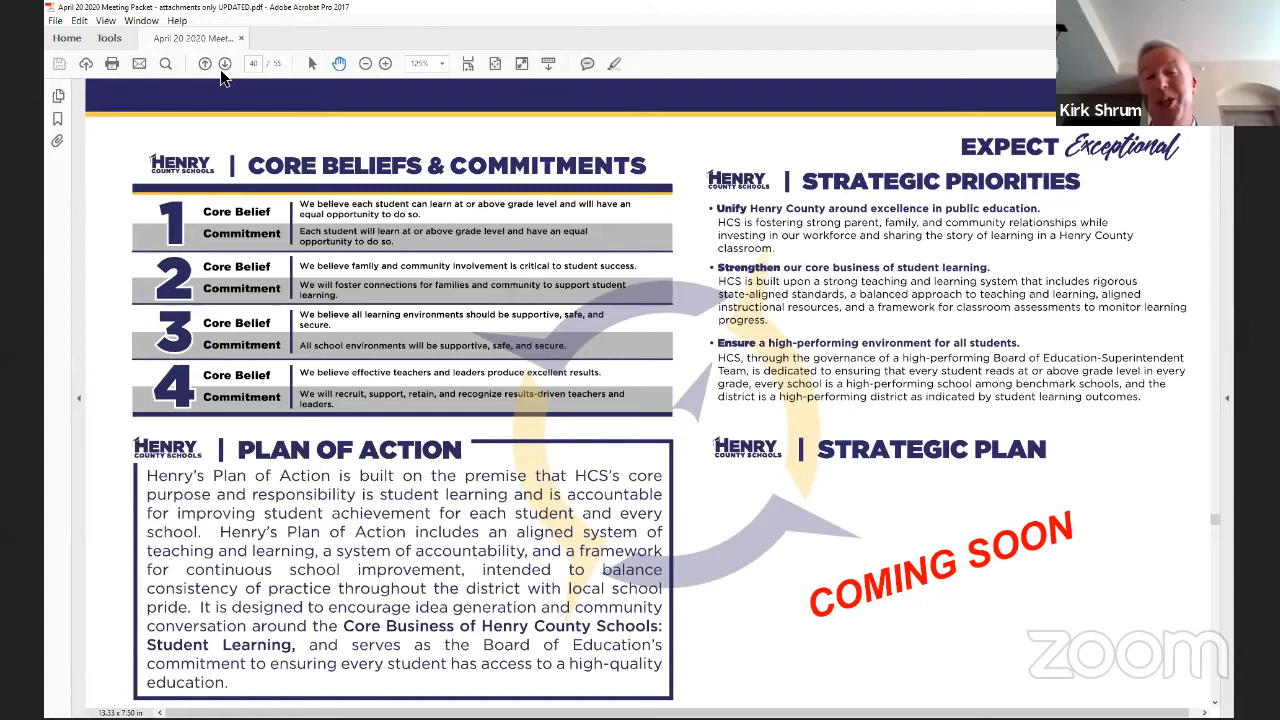 April 20 2020 Meeting Packet - attachments only UPDATED.pdf - Adobe Acrobat Pro 2017
File Edit View Window Help
Home Tools April 20 2020 Meet... ×
40 / 55 125%
Kirk Shrum
EXPECT Exceptional
HENRY COUNTY SCHOOLS | CORE BELIEFS & COMMITMENTS
1
Core Belief
We believe each student can learn at or above grade level and will have an
equal opportunity to do so.
Commitment
Each student will learn at or above grade level and have an equal
opportunity to do so.
2
Core Belief
We believe family and community involvement is critical to student success.
Commitment
We will foster connections for families and community to support student
learning.
3
Core Belief
We believe all learning environments should be supportive, safe, and
secure.
Commitment
All school environments will be supportive, safe, and secure.
4
Core Belief
We believe effective teachers and leaders produce excellent results.
Commitment
We will recruit, support, retain, and recognize results-driven teachers and
leaders.
HENRY COUNTY SCHOOLS | STRATEGIC PRIORITIES
• Unify Henry County around excellence in public education.
HCS is fostering strong parent, family, and community relationships while
investing in our workforce and sharing the story of learning in a Henry County
classroom.
• Strengthen our core business of student learning.
HCS is built upon a strong teaching and learning system that includes rigorous
state-aligned standards, a balanced approach to teaching and learning, aligned
instructional resources, and a framework for classroom assessments to monitor learning
progress.
• Ensure a high-performing environment for all students.
HCS, through the governance of a high-performing Board of Education-Superintendent
Team, is dedicated to ensuring that every student reads at or above grade level in every
grade, every school is a high-performing school among benchmark schools, and the
district is a high-performing district as indicated by student learning outcomes.
HENRY COUNTY SCHOOLS | PLAN OF ACTION
Henry's Plan of Action is built on the premise that HCS's core
purpose and responsibility is student learning and is accountable
for improving student achievement for each student and every
school. Henry's Plan of Action includes an aligned system of
teaching and learning, a system of accountability, and a framework
for continuous school improvement, intended to balance
consistency of practice throughout the district with local school
pride. It is designed to encourage idea generation and community
conversation around the Core Business of Henry County Schools:
Student Learning, and serves as the Board of Education's
commitment to ensuring every student has access to a high-quality
education.
HENRY COUNTY SCHOOLS | STRATEGIC PLAN
COMING SOON
zoom
13.33 x 7.50 in